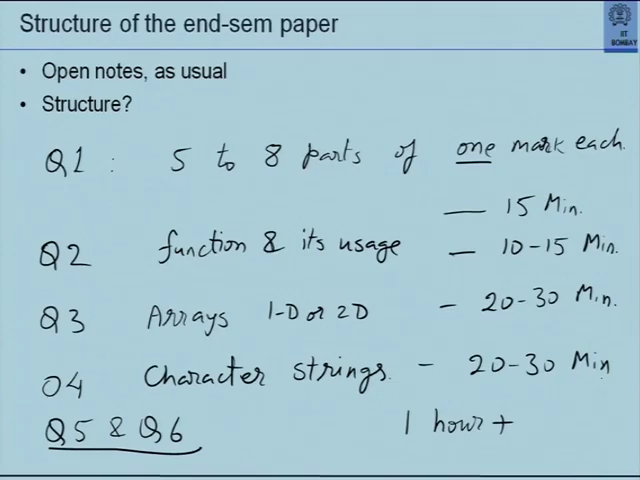 Structure of the end-sem paper
IIT
BOMBAY
• Open notes, as usual
• Structure?
Q1 : 5 to 8 parts of one mark each.
— 15 Min.
Q2 function & its usage — 10-15 Min.
Q3 Arrays 1-D or 2D - 20-30 Min.
Q4 Character strings. - 20-30 Min
Q5 & Q6 1 hour +